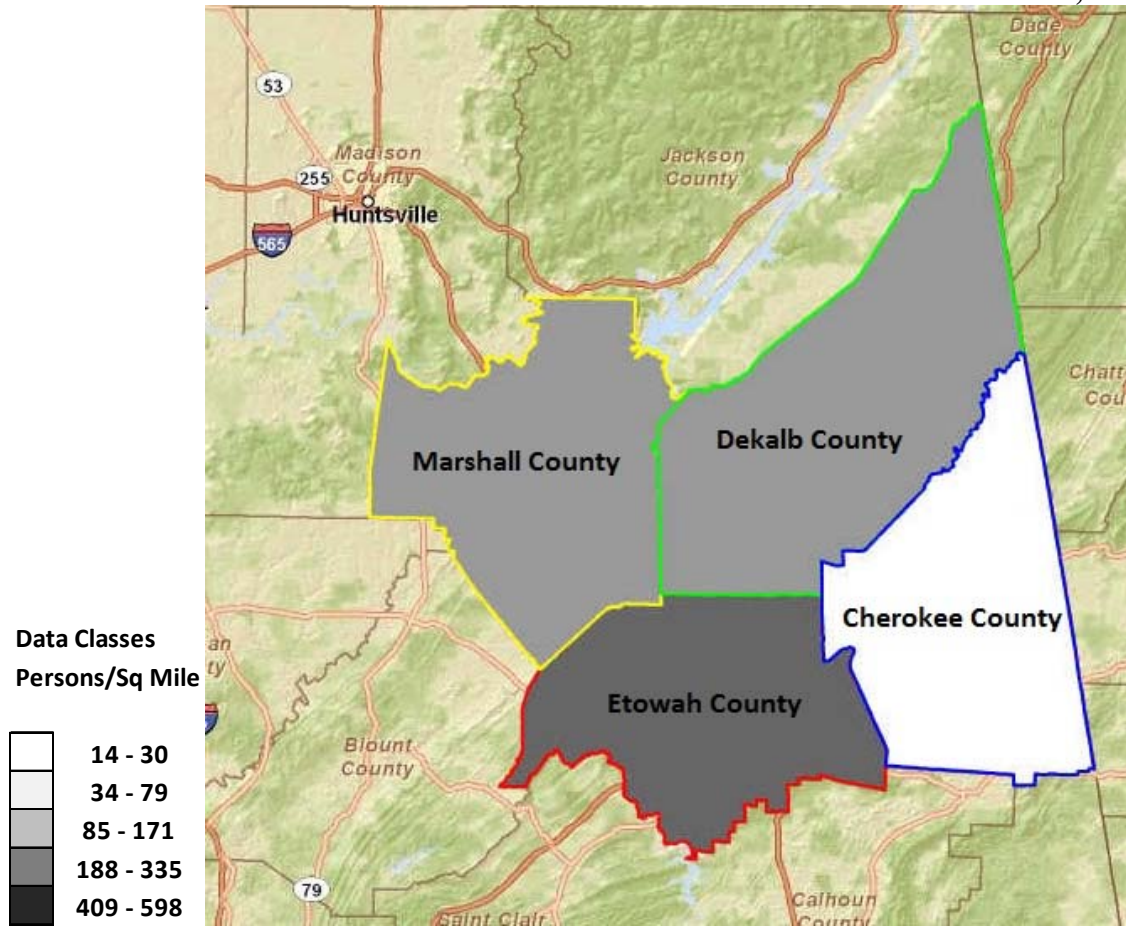 Dade
County
53
Madison
County
Jackson
County
255
Huntsville
565
Chatt
Cou
Dekalb County
Marshall County
Cherokee County
Data Classes
Persons/Sq Mile
an
ty
Etowah County
Blount
County
14 - 30
34 - 79
85 - 171
188 - 335
409 - 598
79
Calhoun
County
Saint Clair